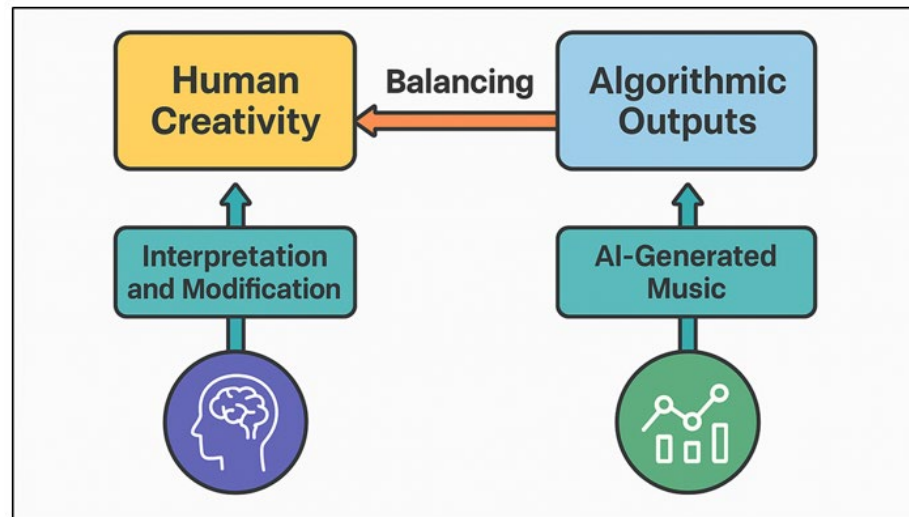 Human
Creativity
Balancing
Algorithmic
Outputs
Interpretation
and Modification
AI-Generated
Music